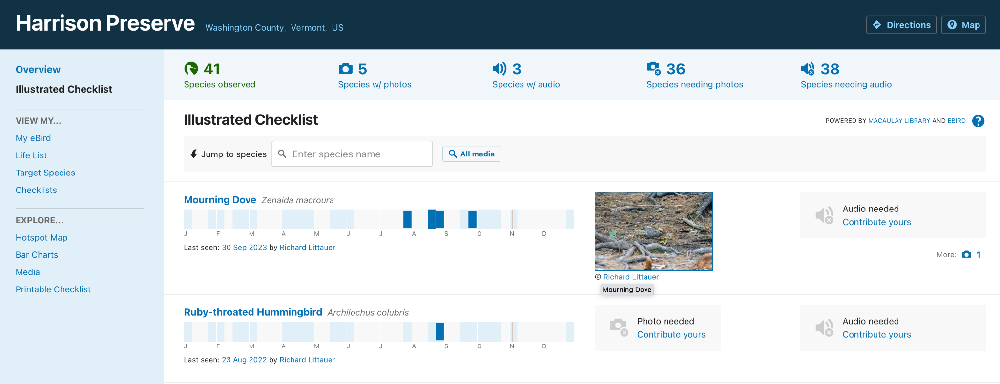 Harrison Preserve Washington County, Vermont, US
Directions
Map
Overview
Illustrated Checklist
VIEW MY...
My eBird
Life List
Target Species
Checklists
EXPLORE...
Hotspot Map
Bar Charts
Media
Printable Checklist
41
Species observed
5
Species w/ photos
3
Species w/ audio
36
Species needing photos
38
Species needing audio
Illustrated Checklist
POWERED BY MACAULAY LIBRARY AND EBIRD ?
Jump to species
Enter species name
All media
Mourning Dove Zenaida macroura
J F M A M J J A S O N D
Last seen: 30 Sep 2023 by Richard Littauer
© Richard Littauer
Mourning Dove
Audio needed
Contribute yours
More: 1
Ruby-throated Hummingbird Archilochus colubris
J F M A M J J A S O N D
Last seen: 23 Aug 2022 by Richard Littauer
Photo needed
Contribute yours
Audio needed
Contribute yours